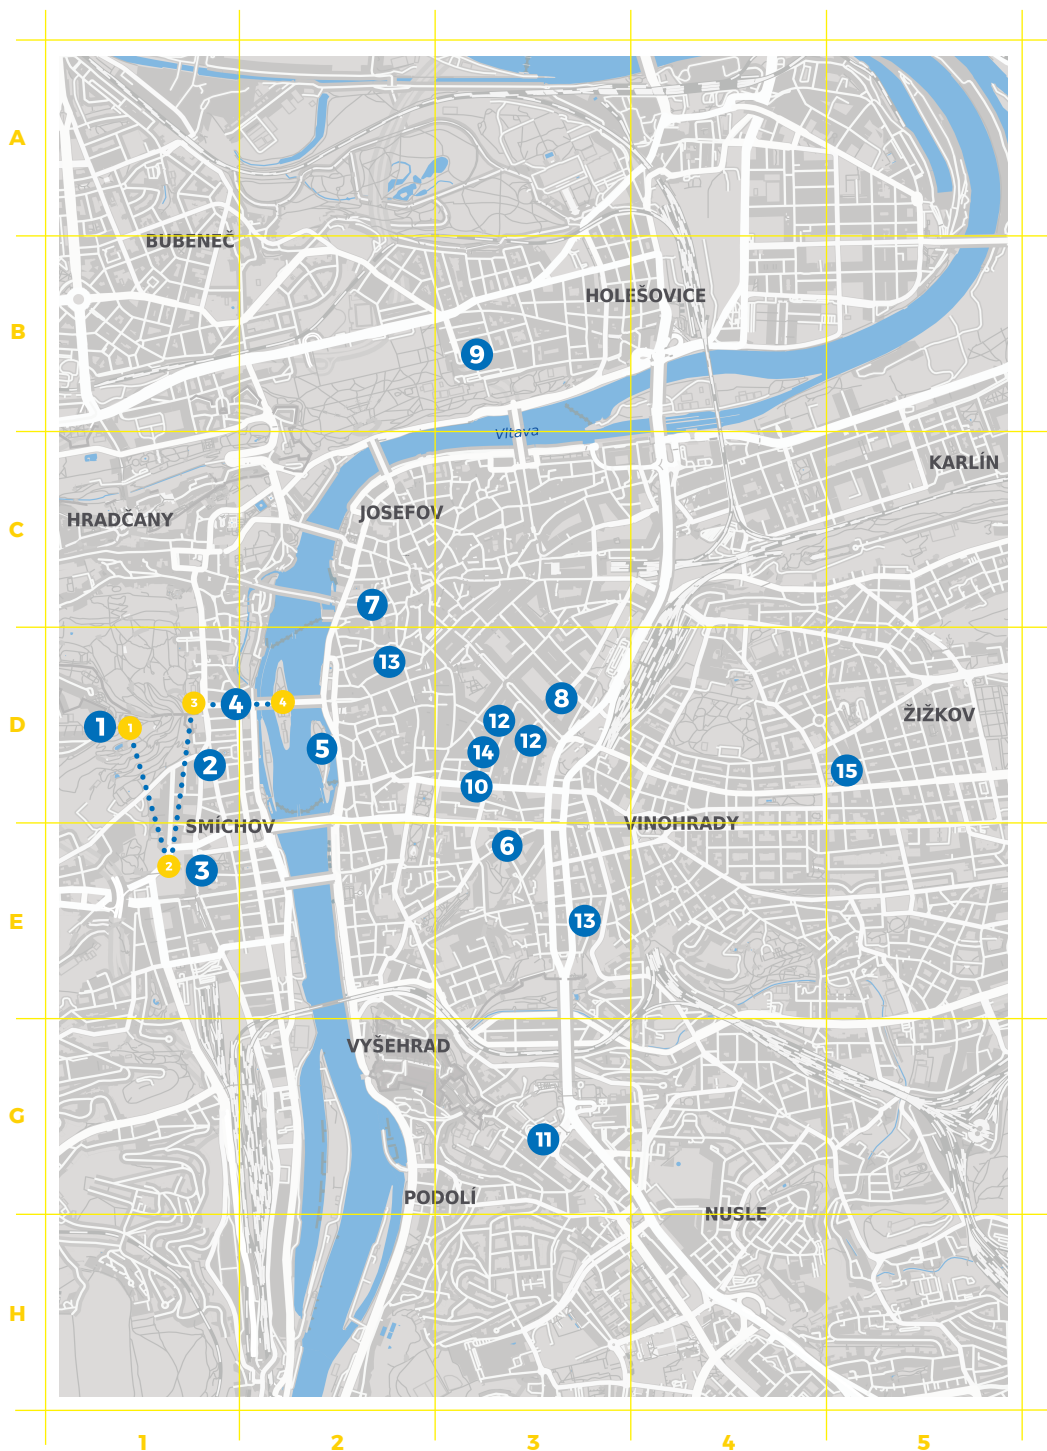 A
BUBENEČ
HOLEŠOVICE
B
9
Vltava
KARLÍN
HRADČANY
JOSEFOV
C
7
13
8
3 4 4
ŽIŽKOV
12
D
1 1
12
5
14
2
15
10
SMÍCHOV
VINOHRADY
6
2 3
E
13
VYŠEHRAD
G
11
PODOLÍ
NUSLE
H
1 2 3 4 5